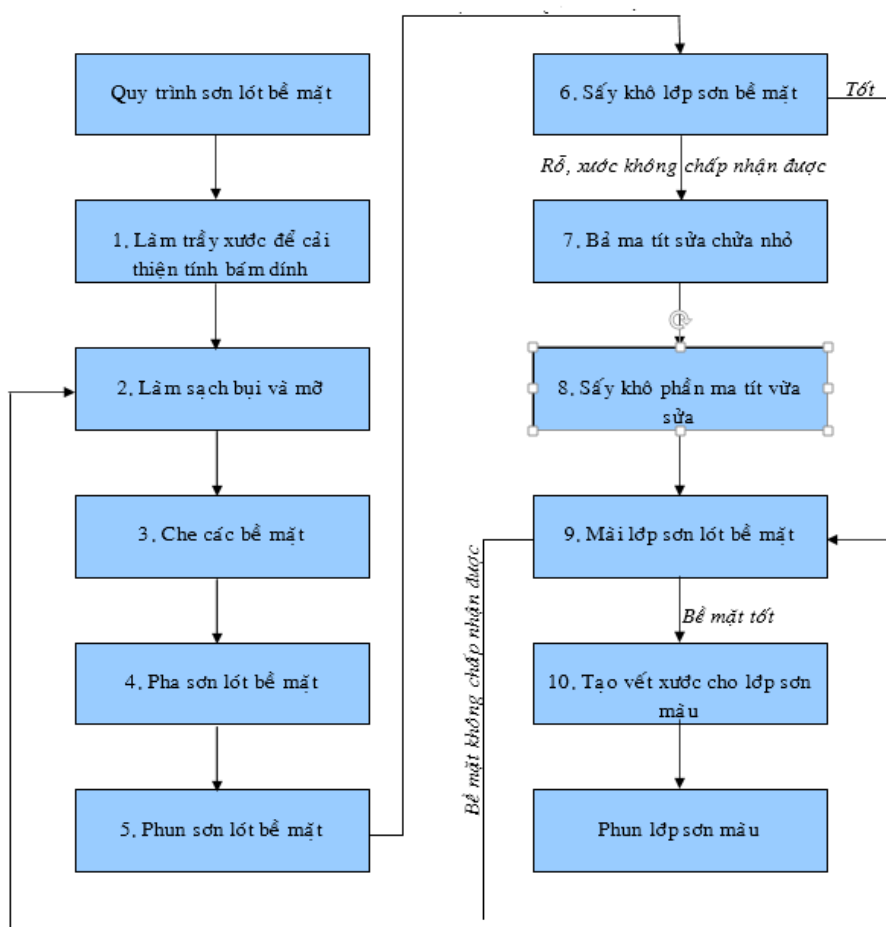 Quy trình sơn lót bề mặt
1. Làm trầy xước để cải
thiện tính bám dính
2. Làm sạch bụi và mỡ
3. Che các bề mặt
4. Pha sơn lót bề mặt
5. Phun sơn lót bề mặt
6. Sấy khô lớp sơn bề mặt
Tốt
Rỗ, xước không chấp nhận được
7. Bả ma tít sửa chửa nhỏ
8. Sấy khô phần ma tít vừa
sửa
9. Mài lớp sơn lót bề mặt
Bề mặt không chấp nhận được
Bề mặt tốt
10. Tạo vết xước cho lớp sơn
màu
Phun lớp sơn màu